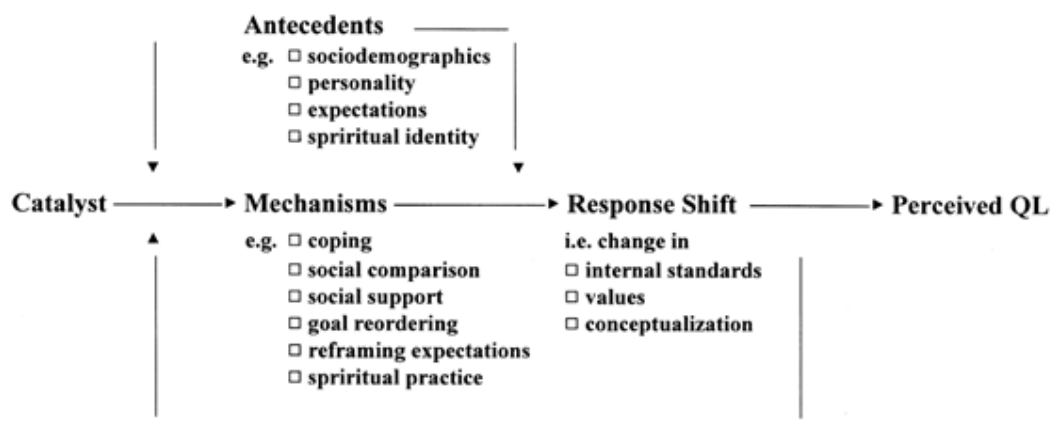 Antecedents
e.g. □ sociodemographics
□ personality
□ expectations
□ spriritual identity
Catalyst
Mechanisms
Response Shift
Perceived QL
e.g. □ coping
□ social comparison
□ social support
□ goal reordering
□ reframing expectations
□ spriritual practice
i.e. change in
□ internal standards
□ values
□ conceptualization